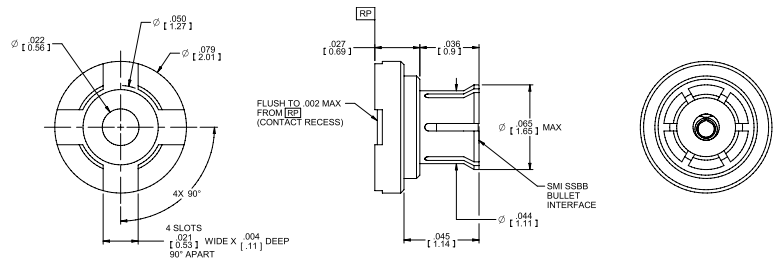 Ø .022
[ 0.56 ]
.050
Ø [ 1.27 ]
Ø .079
[ 2.01 ]
4X 90°
4 SLOTS
.021 WIDE X .004 DEEP
[ 0.53 ] [ .11 ]
90° APART
RP
.027
[ 0.69 ]
.036
[ 0.9 ]
FLUSH TO .002 MAX
FROM RP
(CONTACT RECESS)
Ø .065 MAX
[ 1.65 ]
SMI SSBB
BULLET
INTERFACE
Ø .044
[ 1.11 ]
.045
[ 1.14 ]